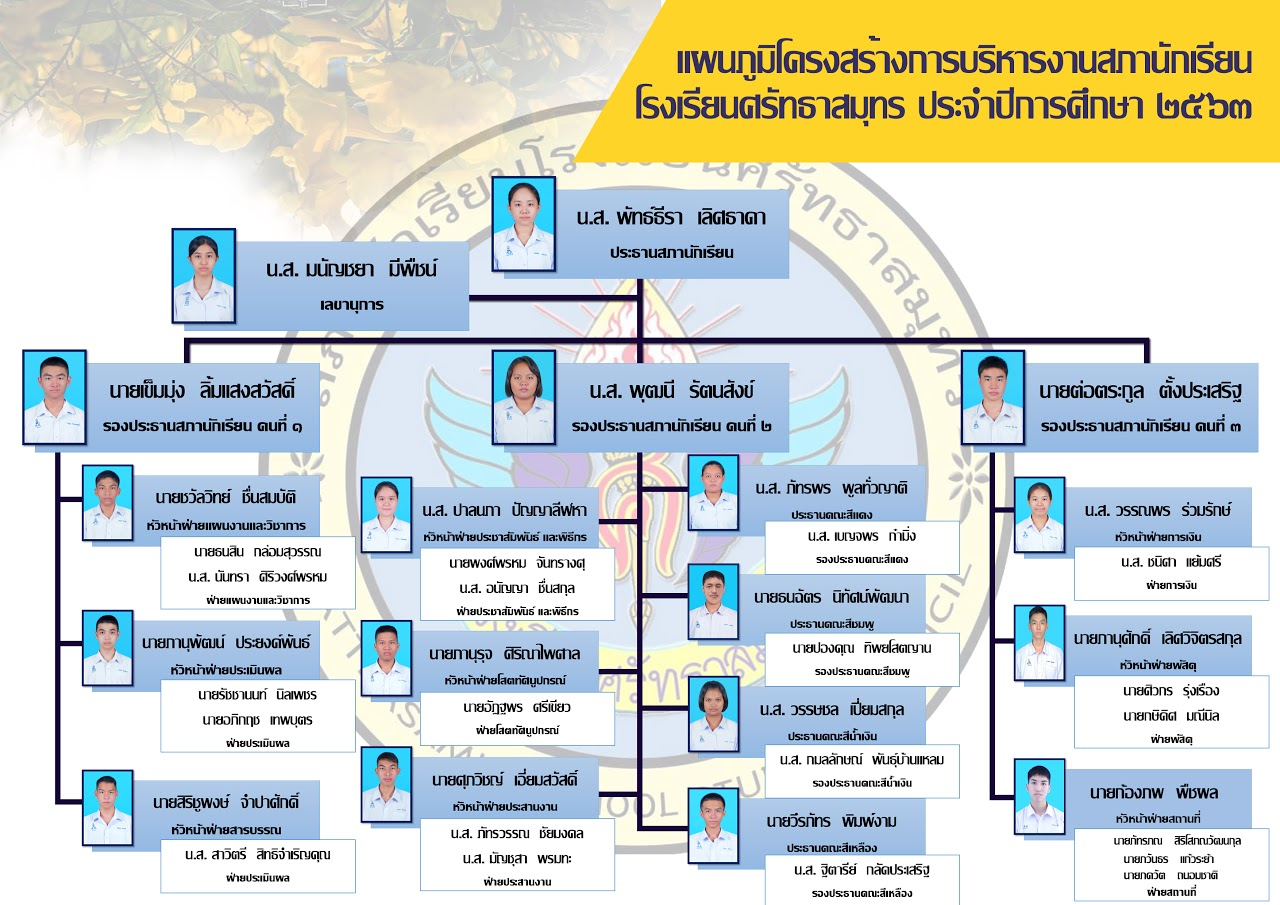 แผนภูมิโครงสร้างการบริหารงานสภานักเรียน
โรงเรียนศรัทธาสมุทร ประจำปีการศึกษา ๒๕๖๓
น.ส. พัทธ์ธีรา เลิศธาดา
ประธานสภานักเรียน
น.ส. มนัญชยา มีพืชน์
เลขานุการ
นายเข็มมุ่ง ลิ้มแสงสวัสดิ์
รองประธานสภานักเรียน คนที่ ๑
น.ส. พุฒมณี รัตนสังข์
รองประธานสภานักเรียน คนที่ ๒
นายต่อตระกูล ตั้งประเสริฐ
รองประธานสภานักเรียน คนที่ ๓
นายชวัลวิทย์ ชื่นสมบัติ
หัวหน้าฝ่ายแผนงานและวิชาการ
นายธนสิน กล่อมสุวรรณ
น.ส. นันทรา ศิริวงศ์พรหม
ฝ่ายแผนงานและวิชาการ
นายภานุพัฒน์ ประยงค์พันธ์
หัวหน้าฝ่ายประเมินผล
นายรัชชานนท์ นิลเพชร
นายอภิกฤช เทพบุตร
ฝ่ายประเมินผล
นายสิริชูพงษ์ จำปาศักดิ์
หัวหน้าฝ่ายสารบรรณ
น.ส. สาวิตรี สิทธิจำเริญคุณ
ฝ่ายประเมินผล
น.ส. ปาลนภา ปัญญาลีฬหา
หัวหน้าฝ่ายประชาสัมพันธ์ และพิธีกร
นายพงศ์พรหม จันทรางศุ
น.ส. อนัญญา ชื่นสกุล
ฝ่ายประชาสัมพันธ์ และพิธีกร
นายภานุรุจ ศิริญาไพศาล
หัวหน้าฝ่ายโสตทัศนูปกรณ์
นายอัฏฐพร ศรีเขียว
ฝ่ายโสตทัศนูปกรณ์
นายศุภวิชญ์ เอี่ยมสวัสดิ์
หัวหน้าฝ่ายประสานงาน
น.ส. ภัทรวรรณ ชัยมงคล
น.ส. มัญชุสา พรมทะ
ฝ่ายประสานงาน
น.ส. ภัทรพร พูลทั่วญาติ
ประธานคณะสีแดง
น.ส. เบญจพร กำมิ่ง
รองประธานคณะสีแดง
นายธนฉัตร นิทัศน์พัฒนา
ประธานคณะสีชมพู
นายปองคุณ ทิพยโสตญาน
รองประธานคณะสีชมพู
น.ส. วรรษชล เปี่ยมสกุล
ประธานคณะสีน้ำเงิน
น.ส. กมลลักษณ์ พันธุ์บ้านแหลม
รองประธานคณะสีน้ำเงิน
นายวีรภัทร พิมพ์งาม
ประธานคณะสีเหลือง
น.ส. ฐิตารีย์ กลัดประเสริฐ
รองประธานคณะสีเหลือง
น.ส. วรรณพร ร่วมรักษ์
หัวหน้าฝ่ายการเงิน
น.ส. ชนิศา แย้มศรี
ฝ่ายการเงิน
นายภานุศักดิ์ เลิศวิจิตรสกุล
หัวหน้าฝ่ายพัสดุ
นายศิวกร รุ่งเรือง
นายกษิดิศ มณีนิล
ฝ่ายพัสดุ
นายก้องภพ พืชพล
หัวหน้าฝ่ายสถานที่
นายภัทรภณ สิริโสภณวัฒนกุล
นายภวันธร แก้วระยำ
นายภควัต ถนอมชาติ
ฝ่ายสถานที่